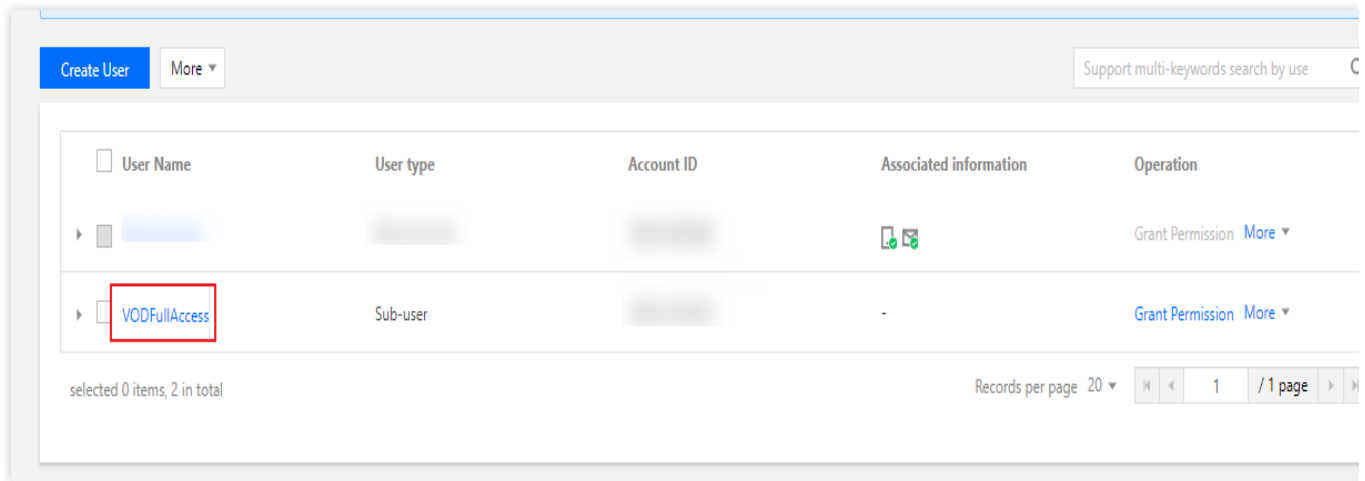 Create User More
Support multi-keywords search by use
User Name User type Account ID Associated information Operation
Grant Permission More
VODFullAccess Sub-user - Grant Permission More
selected 0 items, 2 in total Records per page 20 1 / 1 page